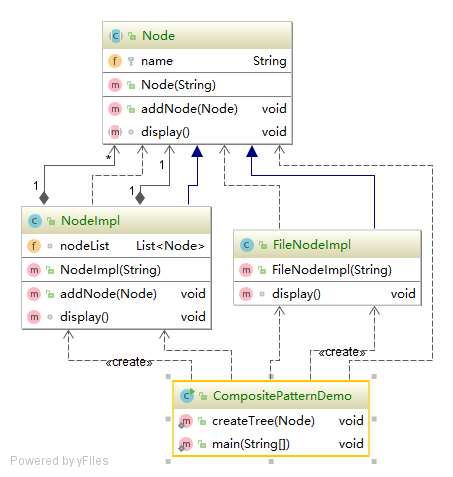 Node
name String
Node(String)
addNode(Node) void
display() void
1
*
1
1
NodeImpl
nodeList List<Node>
NodeImpl(String)
addNode(Node) void
display() void
FileNodeImpl
FileNodeImpl(String)
display() void
«create»
«create»
CompositePatternDemo
createTree(Node) void
main(String[]) void
Powered by yFiles